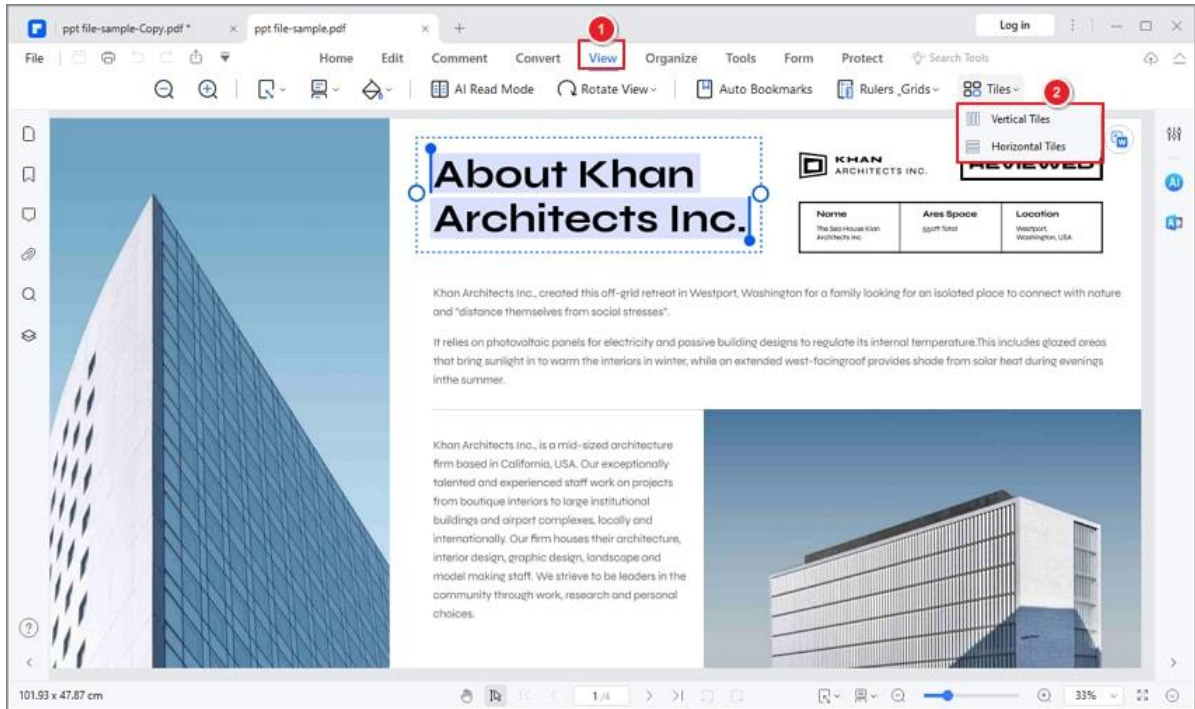 ppt file-sample-Copy.pdf *
ppt file-sample.pdf
Log in
1
File
Home Edit Comment Convert View Organize Tools Form Protect Search Tools
AI Read Mode Rotate View Auto Bookmarks Rulers_Grids Tiles
2
Vertical Tiles
Horizontal Tiles
About Khan
Architects Inc.
KHAN
ARCHITECTS INC.
REVIEWED
Name Ares Space Location
The Sea House Klan
Architects Inc
550ft Total
Westport,
Washington, USA
Khan Architects Inc., created this off-grid retreat in Westport, Washington for a family looking for an isolated place to connect with nature
and "distance themselves from social stresses".
It relies on photovoltaic panels for electricity and passive building designs to regulate its internal temperature.This includes glazed areas
that bring sunlight in to warm the interiors in winter, while an extended west-facingroof provides shade from solar heat during evenings
inthe summer.
Khan Architects Inc., is a mid-sized architecture
firm based in California, USA. Our exceptionally
talented and experienced staff work on projects
from boutique interiors to large institutional
buildings and airport complexes, locally and
internationally. Our firm houses their architecture,
interior design, graphic design, landscape and
model making staff. We strieve to be leaders in the
community through work, research and personal
choices.
101.93 x 47.87 cm
1 /4
33%